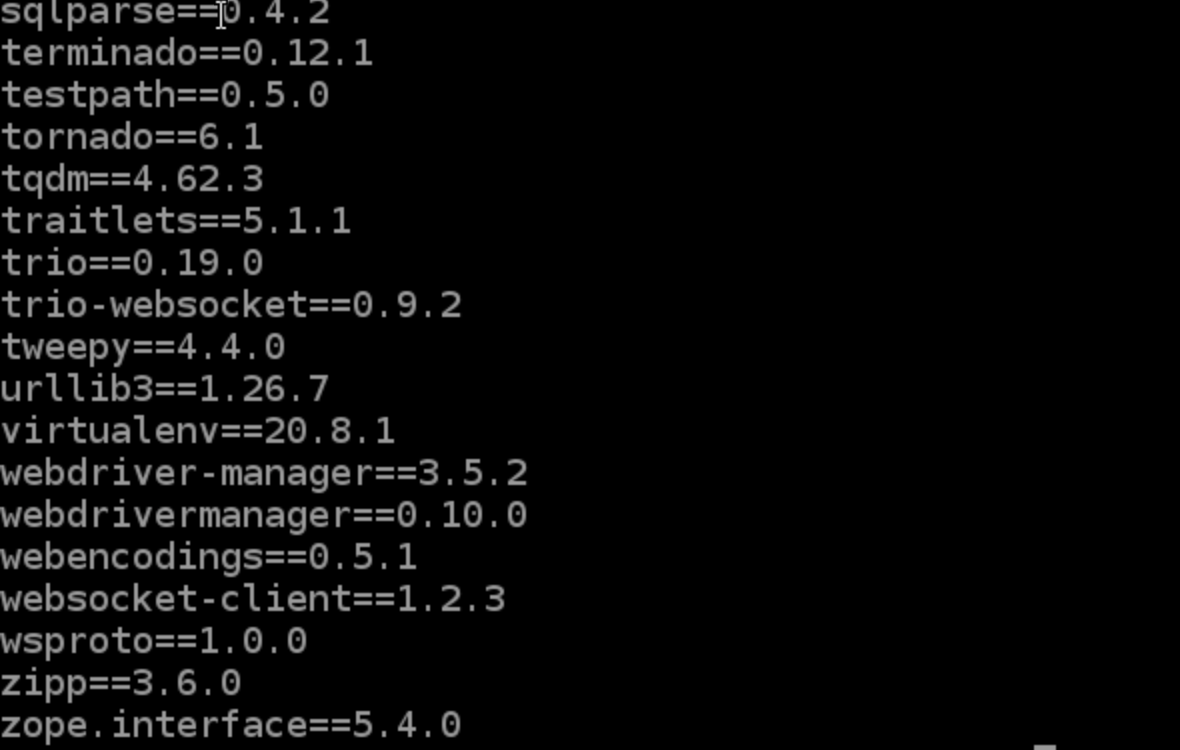 sqlparse==0.4.2
terminado==0.12.1
testpath==0.5.0
tornado==6.1
tqdm==4.62.3
traitlets==5.1.1
trio==0.19.0
trio-websocket==0.9.2
tweepy==4.4.0
urllib3==1.26.7
virtualenv==20.8.1
webdriver-manager==3.5.2
webdrivermanager==0.10.0
webencodings==0.5.1
websocket-client==1.2.3
wsproto==1.0.0
zipp==3.6.0
zope.interface==5.4.0